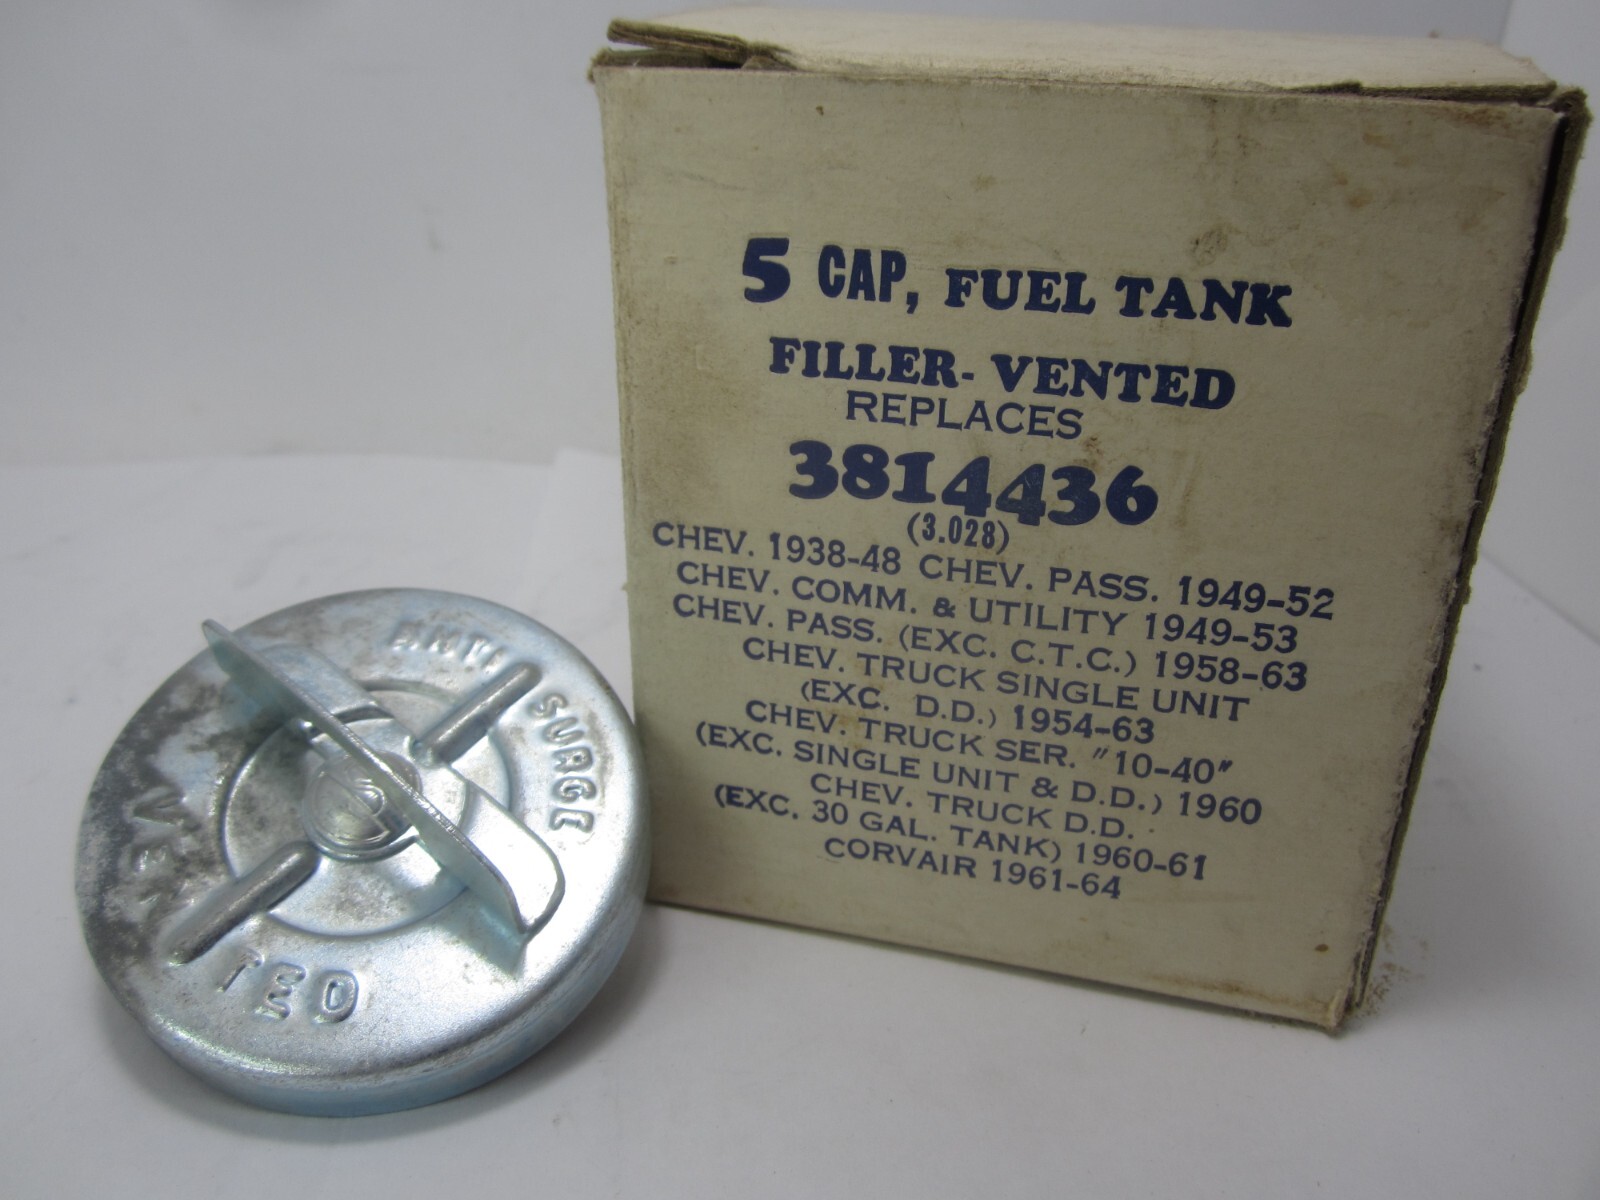 5 CAP, FUEL TANK
FILLER- VENTED
REPLACES
3814436
(3.028)
CHEV. 1938-48 CHEV. PASS. 1949-52
CHEV. COMM. & UTILITY 1949-53
CHEV. PASS. (EXC. C.T.C.) 1958-63
CHEV. TRUCK SINGLE UNIT
(EXC. D.D.) 1954-63
CHEV. TRUCK SER. "10-40"
(EXC. SINGLE UNIT & D.D.) 1960
CHEV. TRUCK D.D.
(EXC. 30 GAL. TANK) 1960-61
CORVAIR 1961-64
ANTI SURGE
VENTED